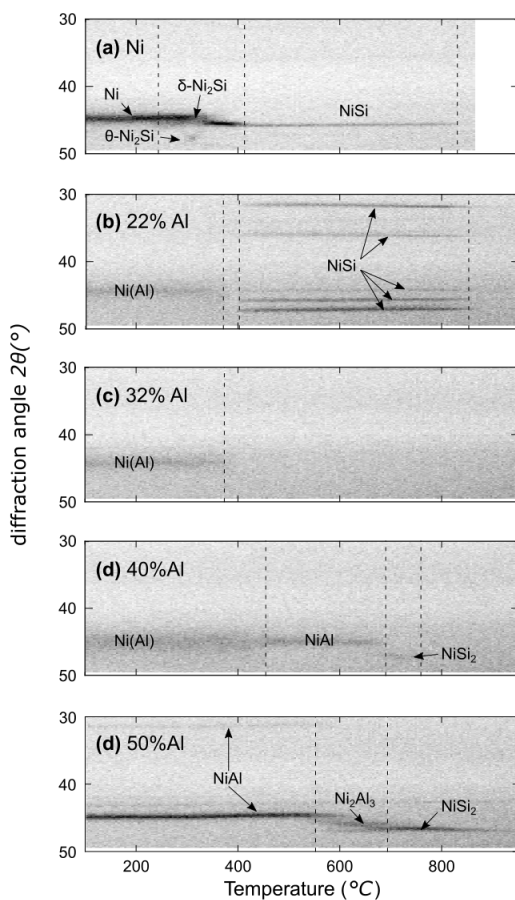 30
(a) Ni
δ-Ni₂Si
Ni
NiSi
40
θ-Ni₂Si
50
30
(b) 22% Al
NiSi
40
Ni(Al)
50
30
(c) 32% Al
40
Ni(Al)
50
30
(d) 40%Al
40
Ni(Al)
NiAl
NiSi₂
50
30
(d) 50%Al
NiAl
Ni₂Al₃
NiSi₂
40
50
200
400
600
800
Temperature (°C)
diffraction angle 2θ(°)